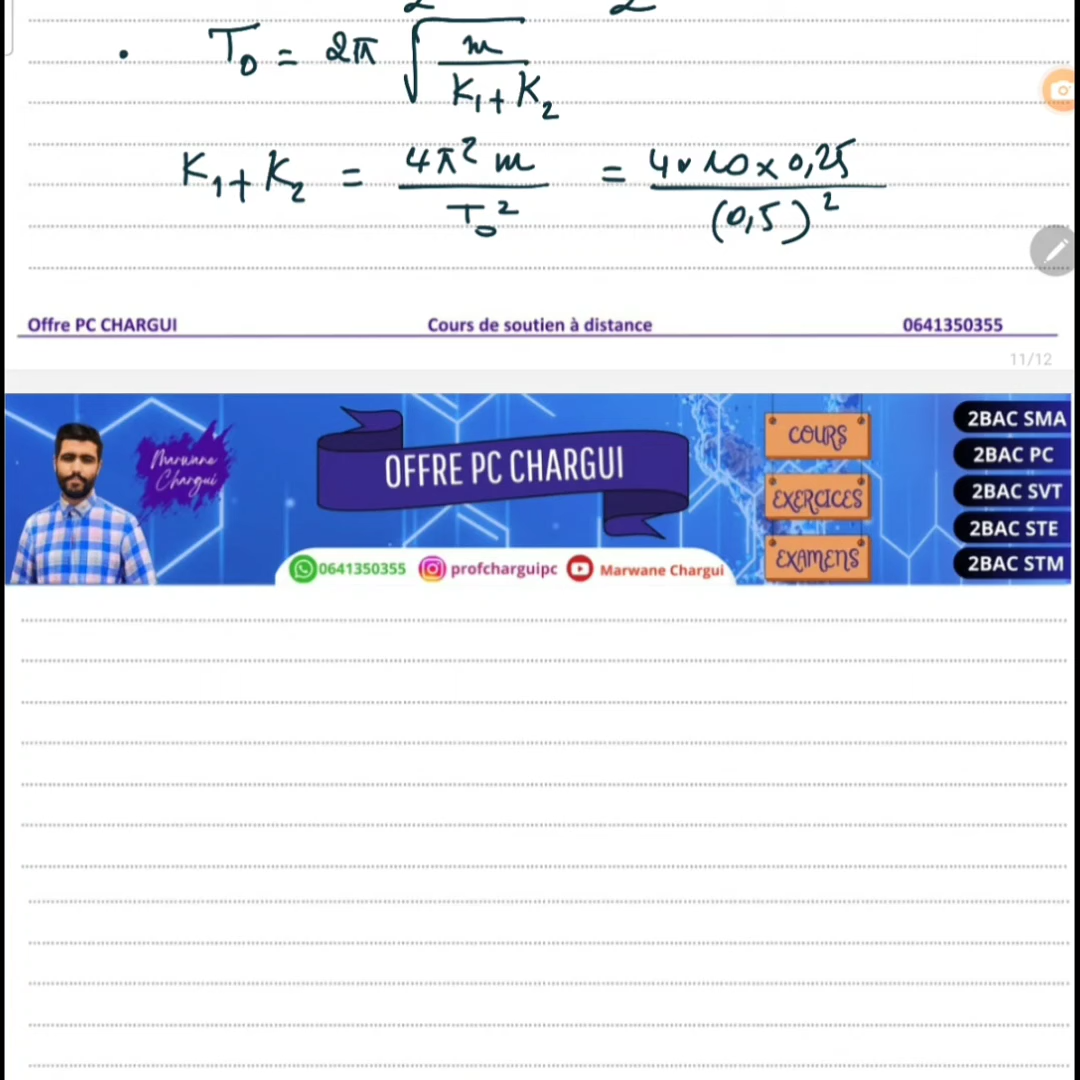 • T₀ = 2π √(m / (K₁ + K₂))
K₁ + K₂ = 4π² m / T₀² = 4 × 10 × 0,25 / (0,5)²
Offre PC CHARGUI Cours de soutien à distance 0641350355
11/12
Marwane Chargui
OFFRE PC CHARGUI
COURS
EXERCICES
EXAMENS
2BAC SMA
2BAC PC
2BAC SVT
2BAC STE
2BAC STM
0641350355 profcharguipc Marwane Chargui